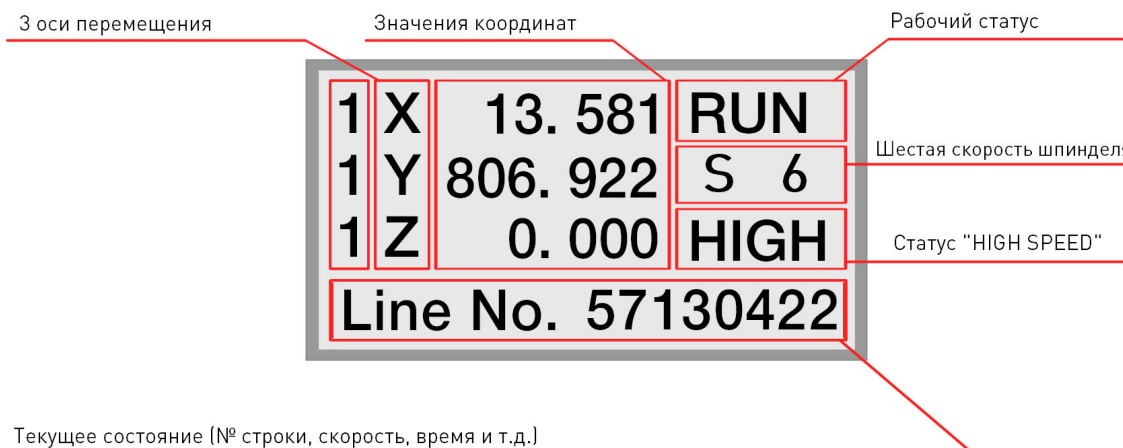 3 оси перемещения
Значения координат
Рабочий статус
1 X 13. 581 RUN
1 Y 806. 922 S 6
Шестая скорость шпинделя
1 Z 0. 000 HIGH
Статус "HIGH SPEED"
Line No. 57130422
Текущее состояние (№ строки, скорость, время и т.д.)